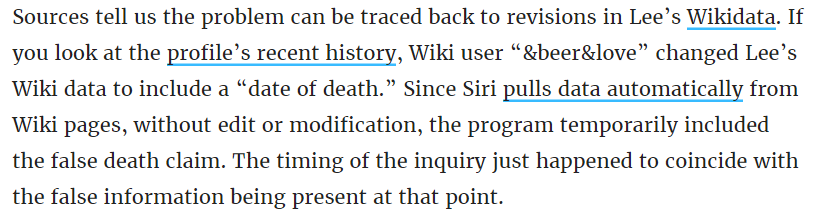 Sources tell us the problem can be traced back to revisions in Lee’s Wikidata. If
you look at the profile’s recent history, Wiki user “&beer&love” changed Lee’s
Wiki data to include a “date of death.” Since Siri pulls data automatically from
Wiki pages, without edit or modification, the program temporarily included
the false death claim. The timing of the inquiry just happened to coincide with
the false information being present at that point.